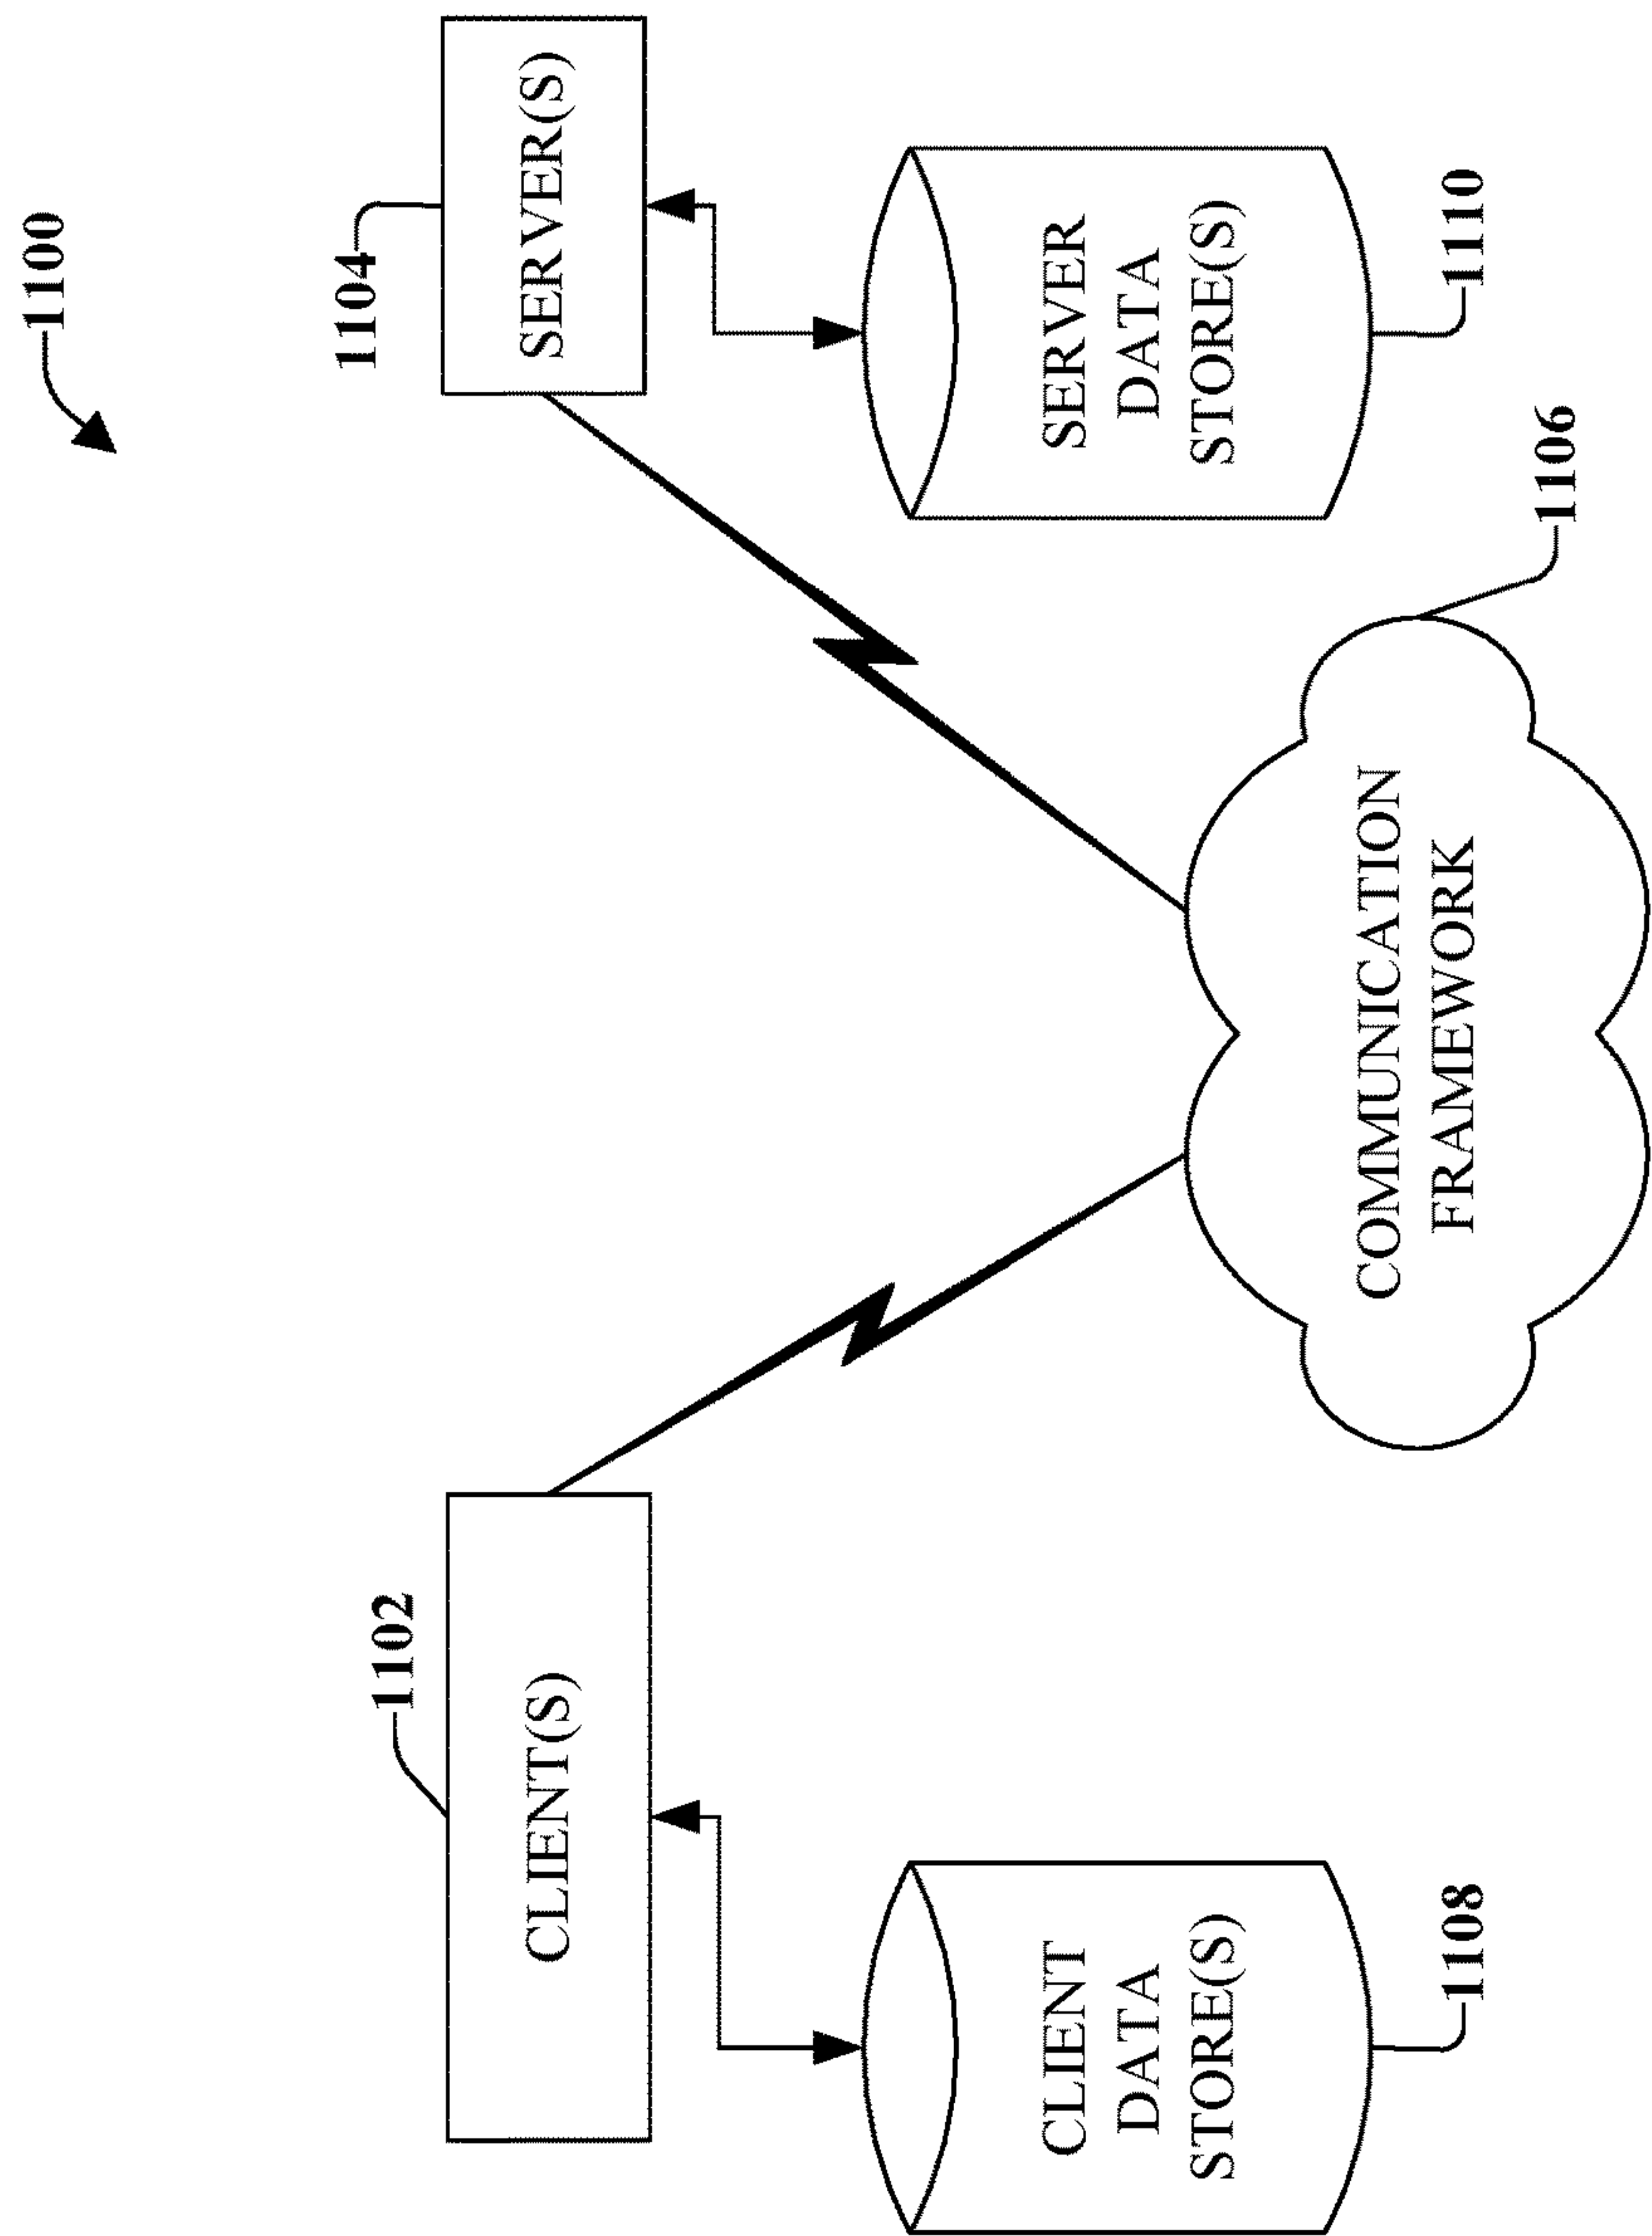 1100
1102
1104
CLIENT(S)
SERVER(S)
CLIENT
DATA
STORE(S)
SERVER
DATA
STORE(S)
COMMUNICATION
FRAMEWORK
1108
1110
1106